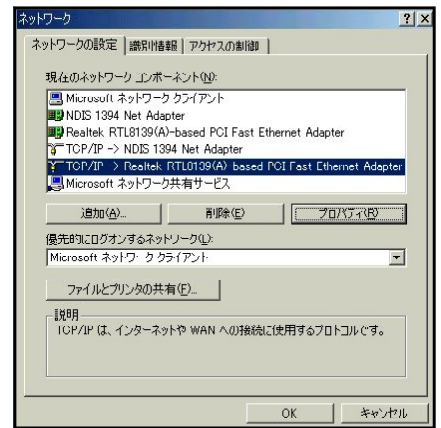 ネットワーク
ネットワークの設定 識別情報 アクセスの制御
現在のネットワーク コンポーネント(N):
Microsoft ネットワーク クライアント
NDIS 1394 Net Adapter
Realtek RTL8139(A)-based PCI Fast Ethernet Adapter
TCP/IP -> NDIS 1394 Net Adapter
TCP/IP -> Realtek RTL8139(A)-based PCI Fast Ethernet Adapter
Microsoft ネットワーク共有サービス
追加(A)... 削除(E) プロパティ(R)
優先的にログオンするネットワーク(L):
Microsoft ネットワーク クライアント
ファイルとプリンタの共有(F)...
説明
TCP/IP は、インターネットや WAN への接続に使用するプロトコルです。
OK キャンセル